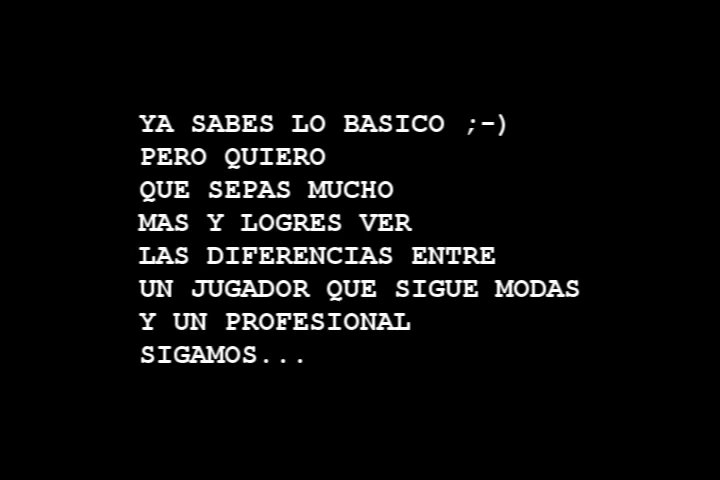 YA SABES LO BASICO ;-)
PERO QUIERO
QUE SEPAS MUCHO
MAS Y LOGRES VER
LAS DIFERENCIAS ENTRE
UN JUGADOR QUE SIGUE MODAS
Y UN PROFESIONAL
SIGAMOS...